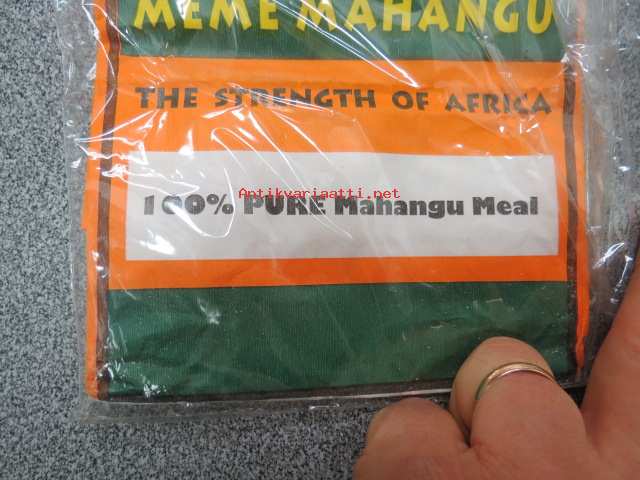 MEME MAHANGU
THE STRENGTH OF AFRICA
Antikvariaatti.net
100% PURE Mahangu Meal